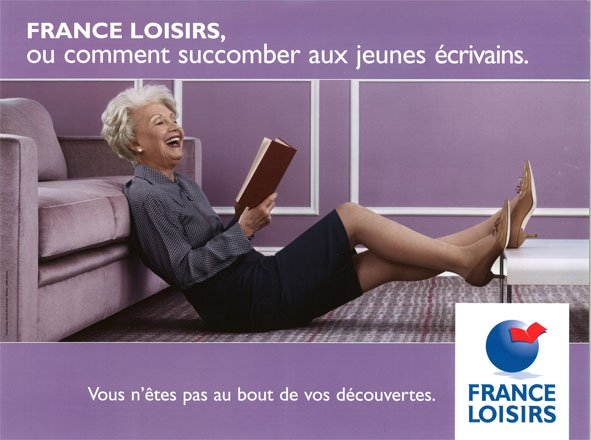 FRANCE LOISIRS,
ou comment succomber aux jeunes écrivains.
Vous n'êtes pas au bout de vos découvertes.
FRANCE
LOISIRS